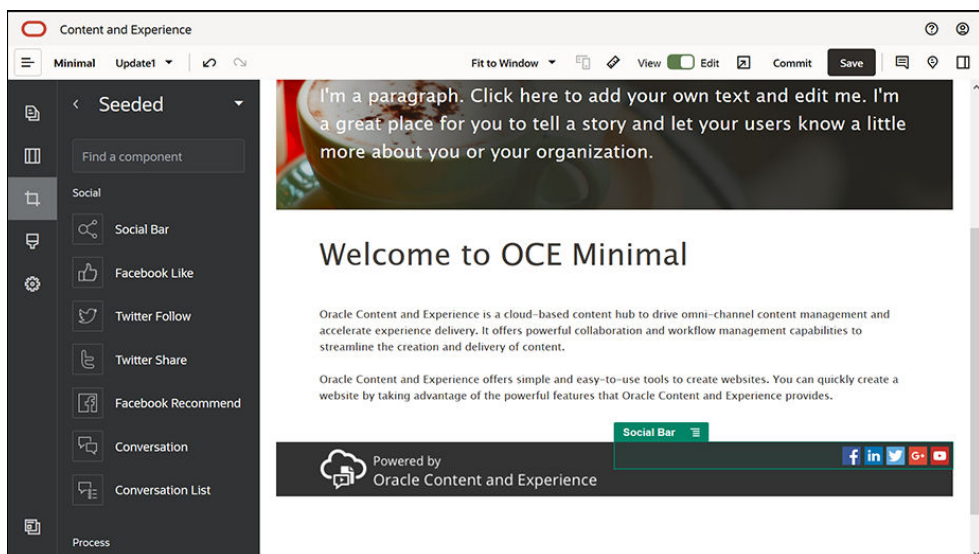 Content and Experience
Minimal Update1 Fit to Window View Edit Commit Save
Seeded
Find a component
Social
Social Bar
Facebook Like
Twitter Follow
Twitter Share
Facebook Recommend
Conversation
Conversation List
Process
I'm a paragraph. Click here to add your own text and edit me. I'm
a great place for you to tell a story and let your users know a little
more about you or your organization.
Welcome to OCE Minimal
Oracle Content and Experience is a cloud-based content hub to drive omni-channel content management and
accelerate experience delivery. It offers powerful collaboration and workflow management capabilities to
streamline the creation and delivery of content.
Oracle Content and Experience offers simple and easy-to-use tools to create websites. You can quickly create a
website by taking advantage of the powerful features that Oracle Content and Experience provides.
Social Bar
Powered by
Oracle Content and Experience